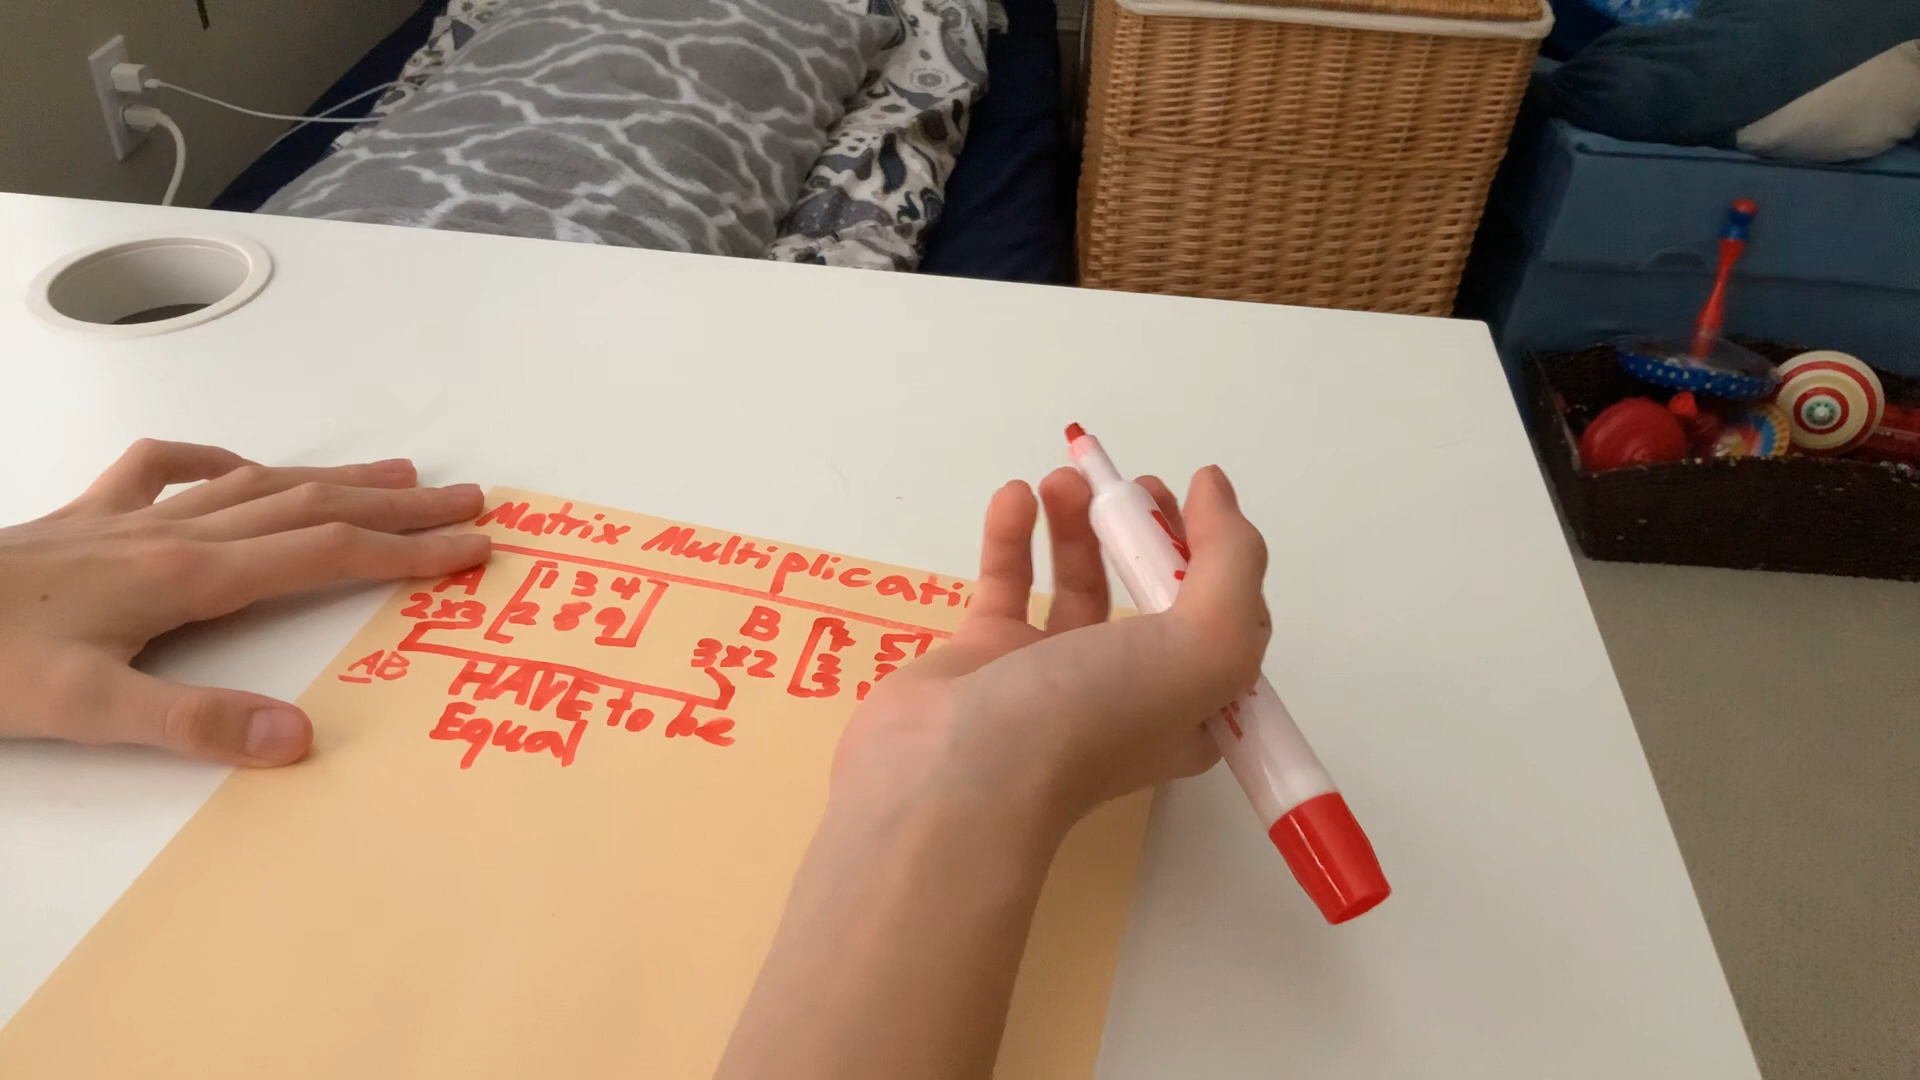 Matrix Multiplicati
A [1 3 4]
2x3 [2 8 9]
B
3x2
AB
HAVE to be
Equal